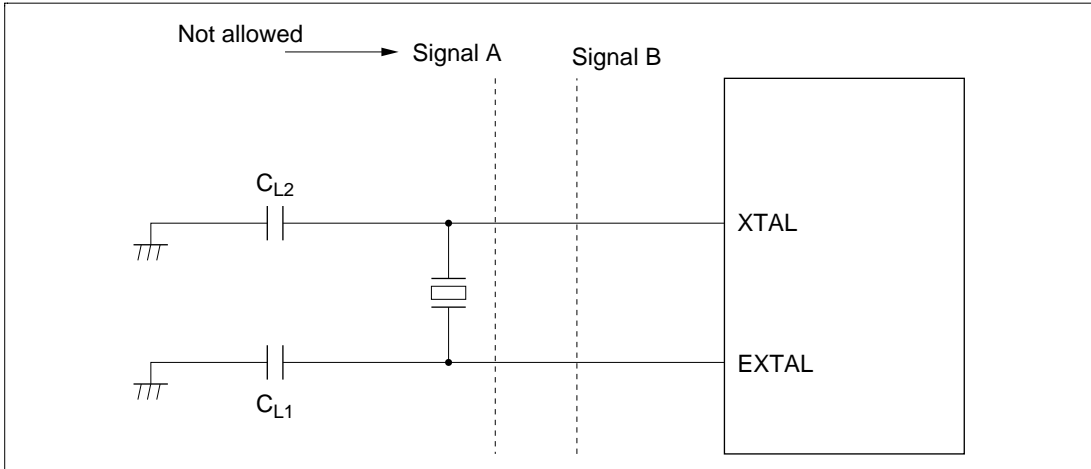 Not allowed
Signal A
Signal B
CL2
XTAL
EXTAL
CL1